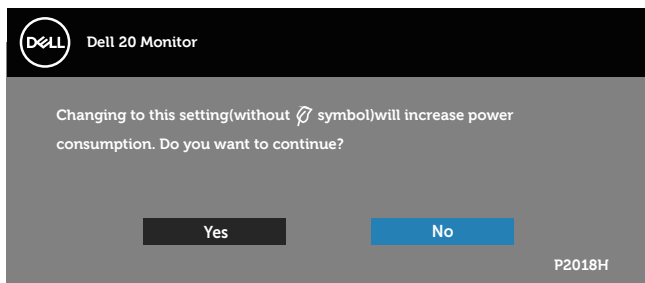 DELL
Dell 20 Monitor
Changing to this setting(without symbol)will increase power
consumption. Do you want to continue?
Yes
No
P2018H